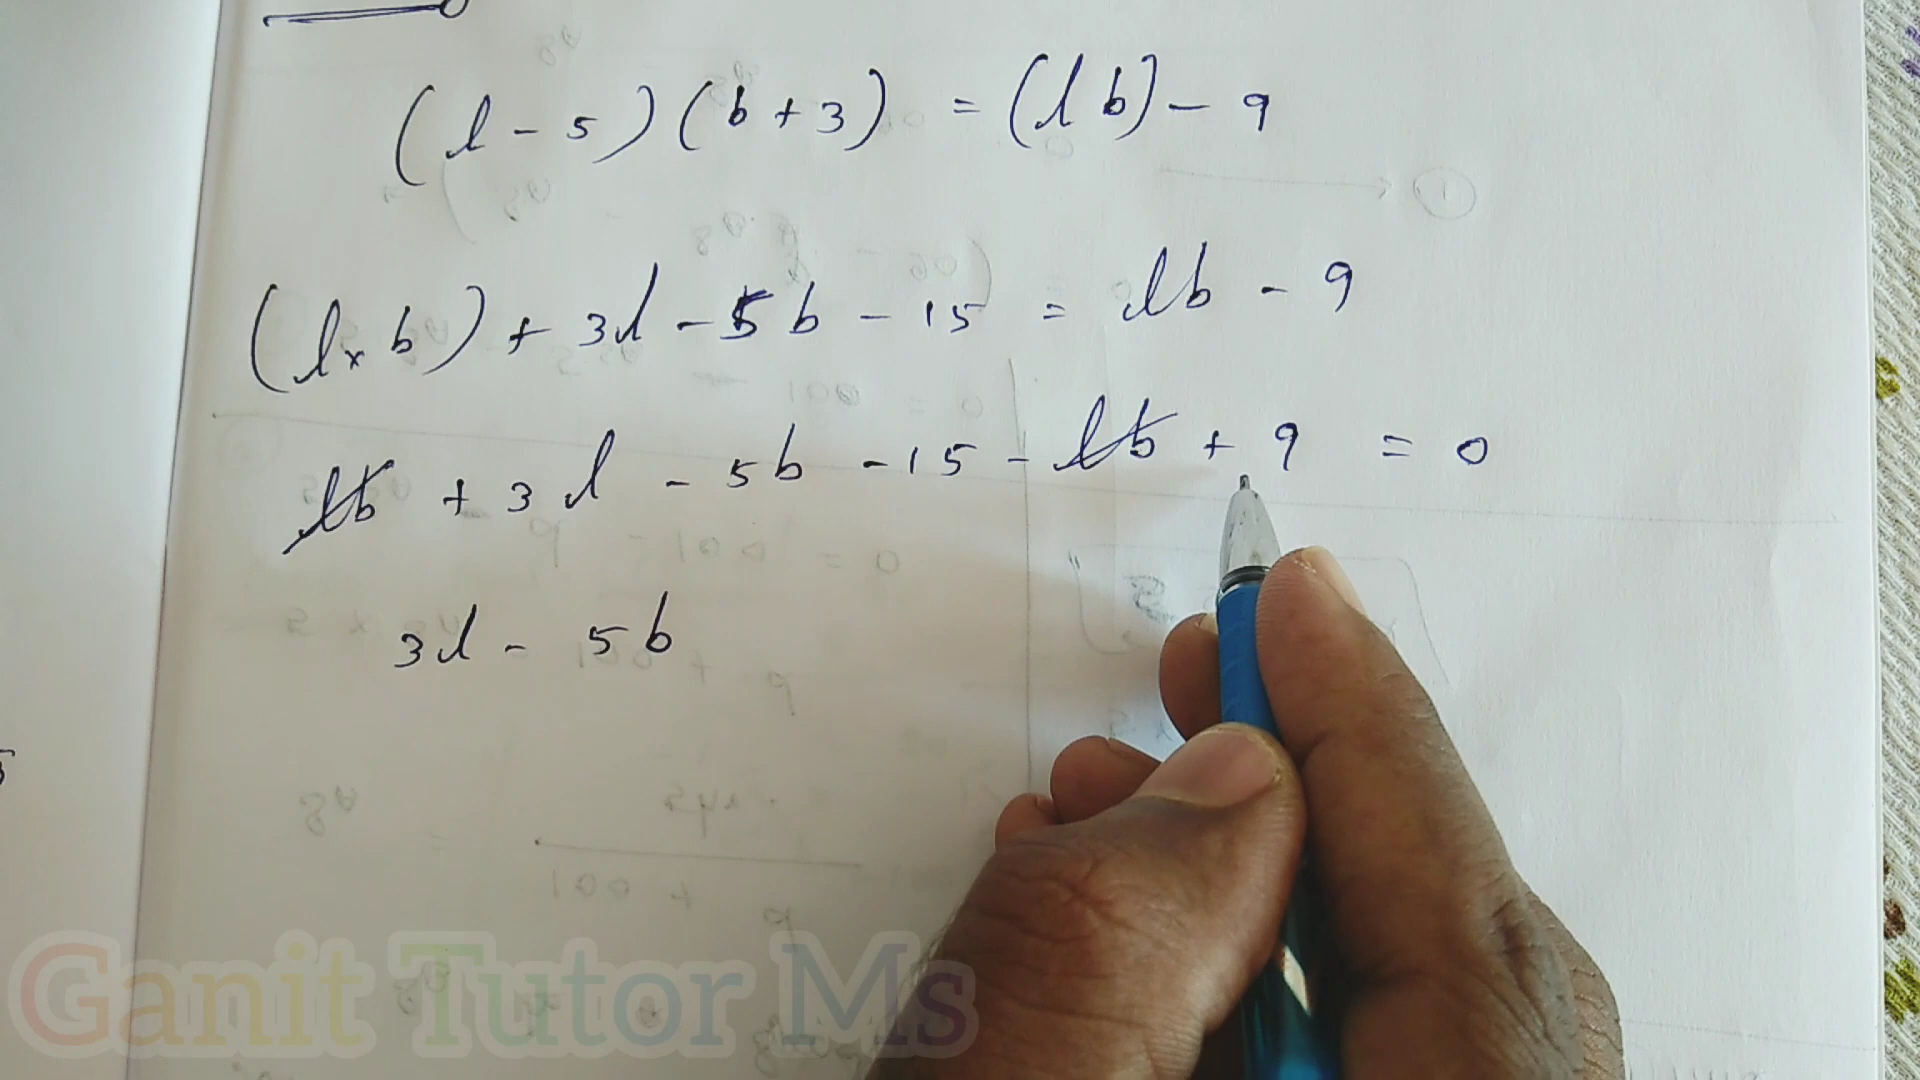 (l - 5) (b + 3) = (l b) - 9
(l x b) + 3l - 5b - 15 = lb - 9
lb + 3l - 5b - 15 - lb + 9 = 0
3l - 5b
Ganit Tutor Ms